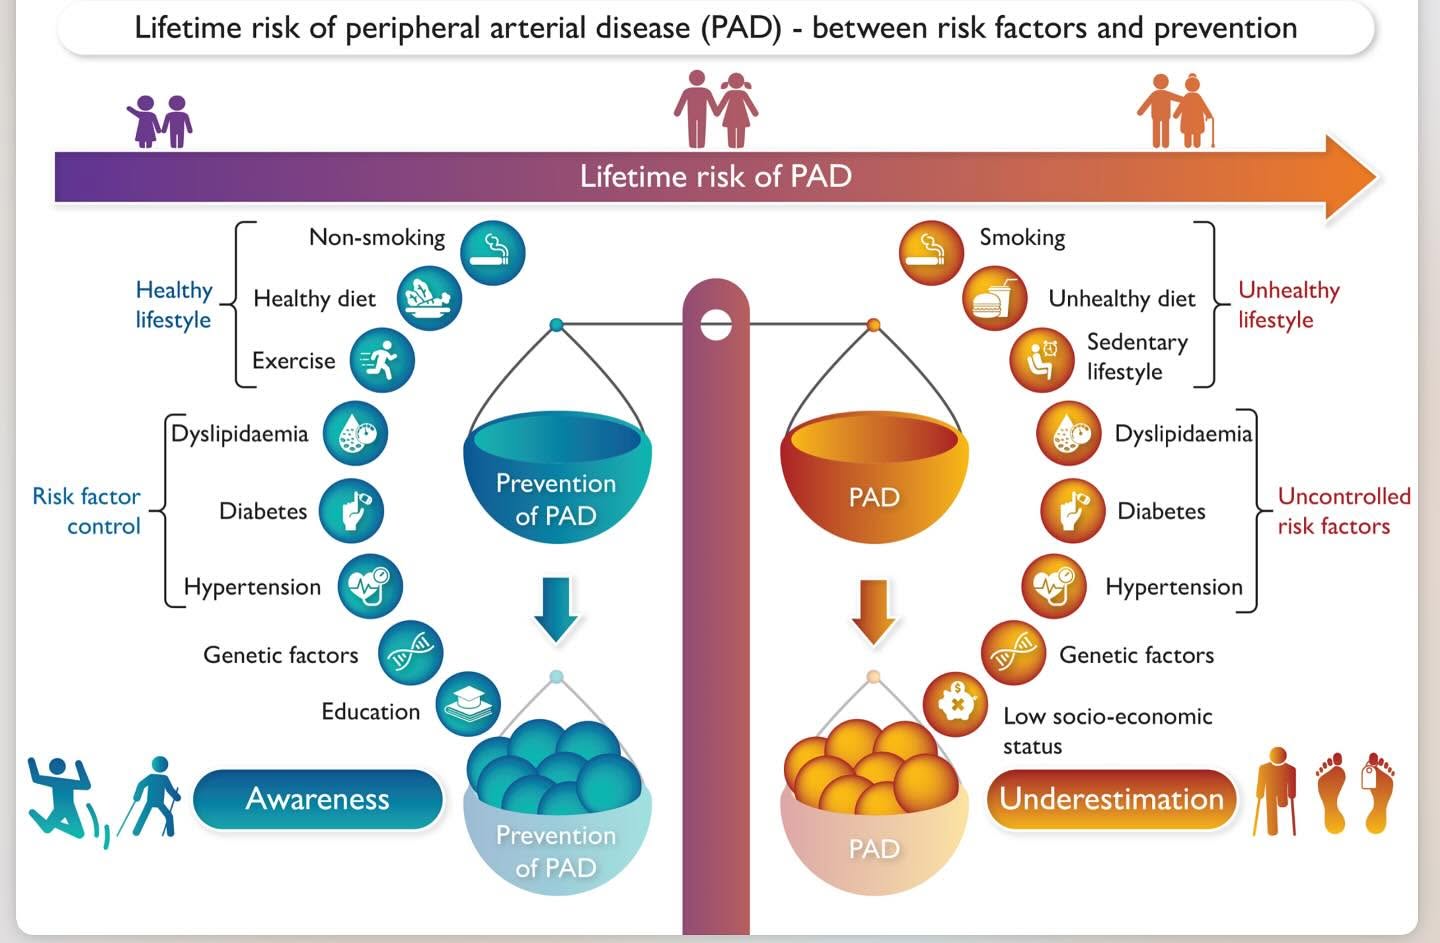 Lifetime risk of peripheral arterial disease (PAD) - between risk factors and prevention
Lifetime risk of PAD
Healthy
lifestyle
Non-smoking
Healthy diet
Exercise
Risk factor
control
Dyslipidaemia
Diabetes
Hypertension
Genetic factors
Education
Awareness
Prevention
of PAD
Prevention
of PAD
PAD
PAD
Smoking
Unhealthy diet
Sedentary
lifestyle
Unhealthy
lifestyle
Dyslipidaemia
Diabetes
Hypertension
Uncontrolled
risk factors
Genetic factors
$
Low socio-economic
status
Underestimation